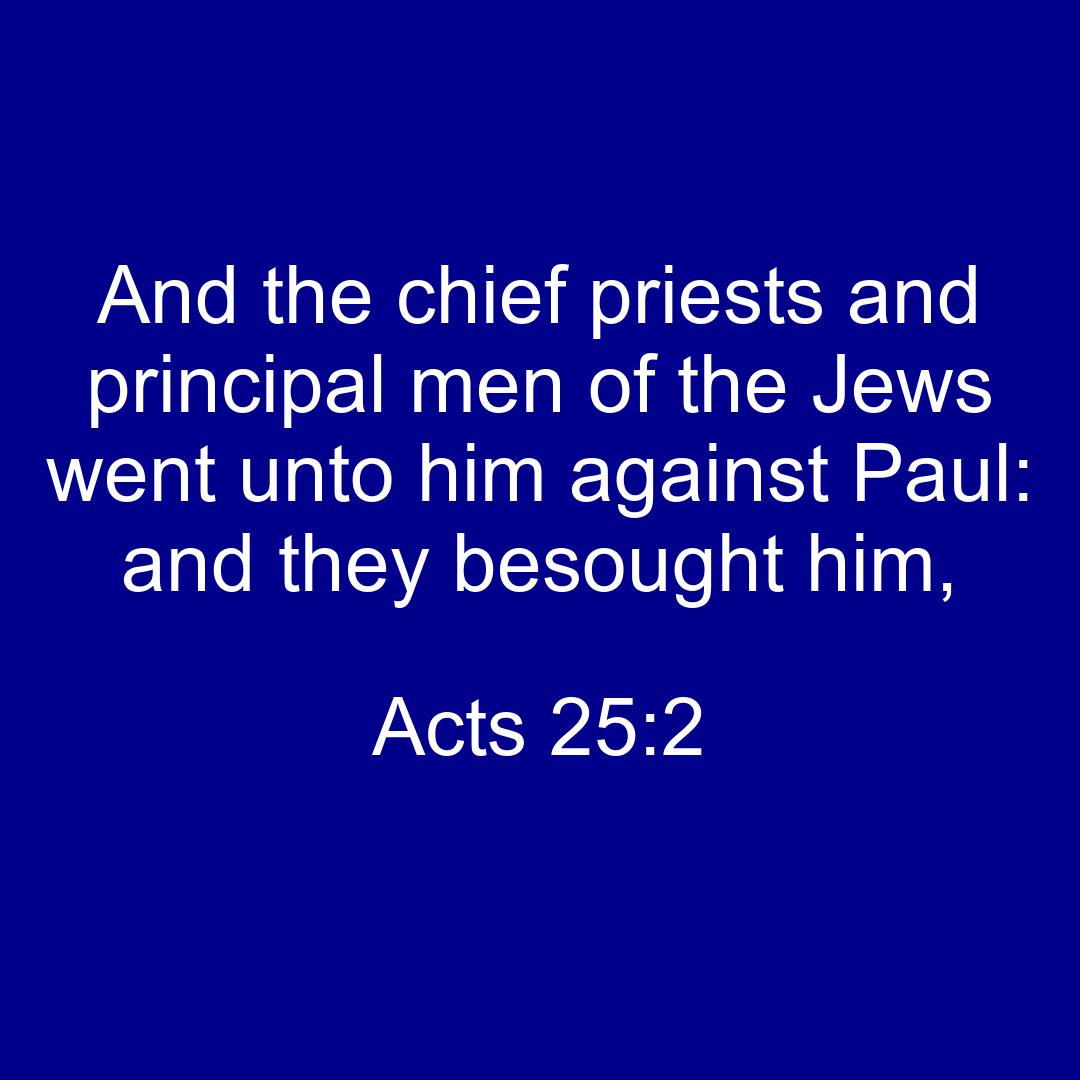 And the chief priests and
principal men of the Jews
went unto him against Paul:
and they besought him,
Acts 25:2